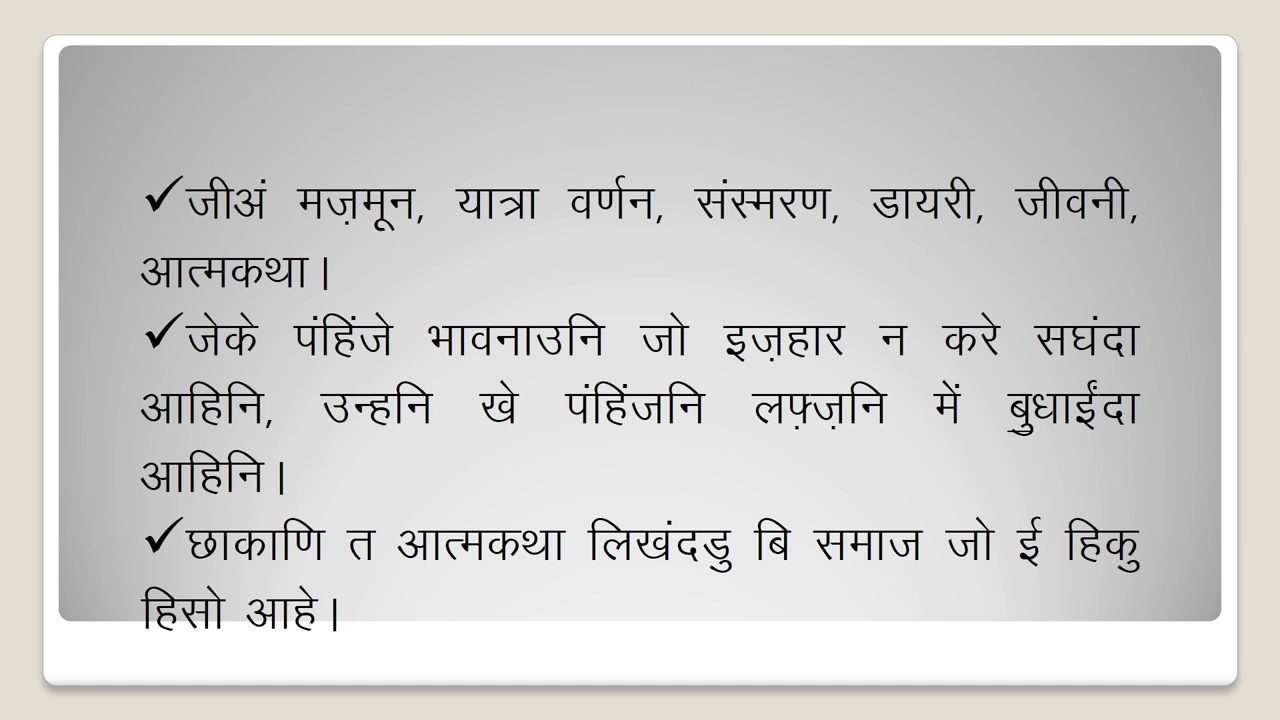 ✓जीअं मज़मून, यात्रा वर्णन, संस्मरण, डायरी, जीवनी,
आत्मकथा।
✓जेके पंहिंजे भावनाउनि जो इज़हार न करे सघंदा
आहिनि, उन्हनि खे पंहिंजनि लफ़्ज़नि में ॿुधाईंदा
आहिनि।
✓छाकाणि त आत्मकथा लिखंदडु बि समाज जो ई हिकु
हिसो आहे।